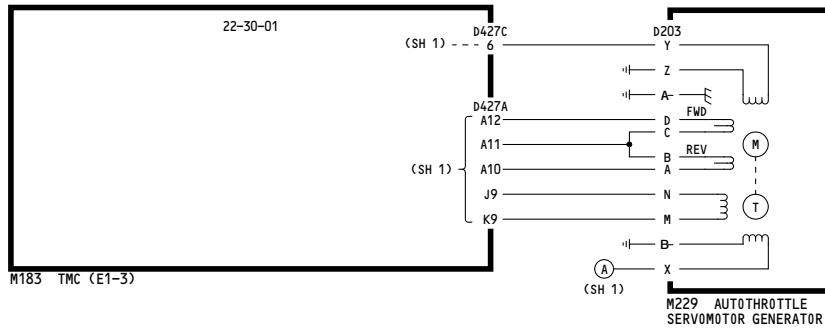 22-30-01
D427C
D203
(SH 1)
6
Y
Z
A
D427A
A12
D
FWD
C
A11
B
REV
M
(SH 1)
A10
A
J9
N
T
K9
M
B
A
X
(SH 1)
M183 TMC (E1-3)
M229 AUTOTHROTTLE
SERVOMOTOR GENERATOR